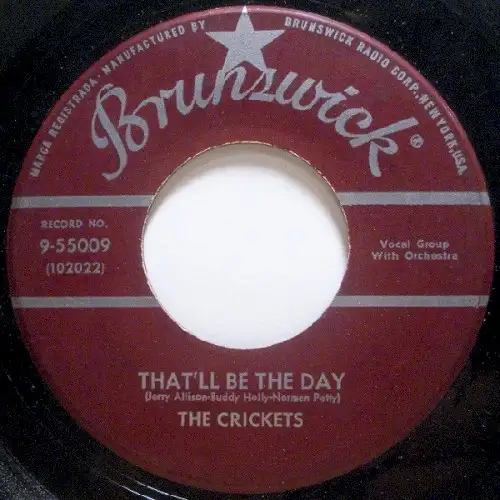 MARCA REGISTRADA. MANUFACTURED BY BRUNSWICK RADIO CORP., NEW YORK, USA
Brunswick®
RECORD NO.
9-55009
(102022)
Vocal Group
With Orchestra
THAT'LL BE THE DAY
(Jerry Allison-Buddy Holly-Norman Petty)
THE CRICKETS